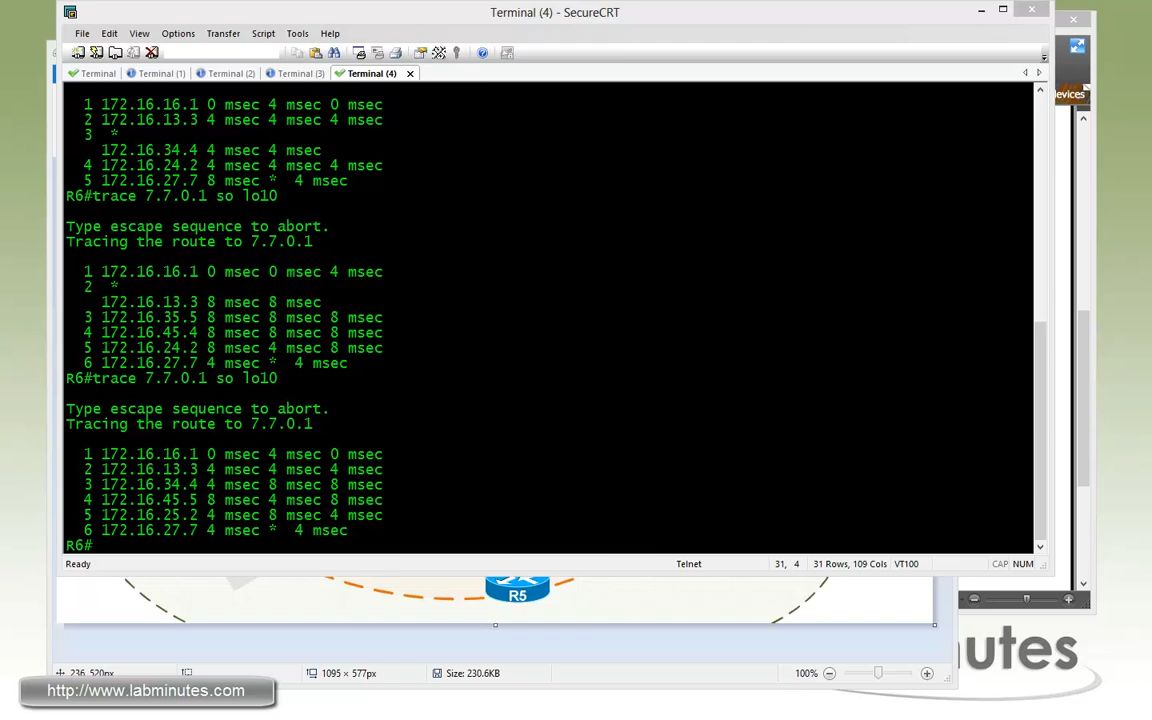 Terminal (4) - SecureCRT
File Edit View Options Transfer Script Tools Help
Terminal Terminal (1) Terminal (2) Terminal (3) Terminal (4)
evices
1 172.16.16.1 0 msec 4 msec 0 msec
2 172.16.13.3 4 msec 4 msec 4 msec
3 *
172.16.34.4 4 msec 4 msec
4 172.16.24.2 4 msec 4 msec 4 msec
5 172.16.27.7 8 msec * 4 msec
R6#trace 7.7.0.1 so lo10
Type escape sequence to abort.
Tracing the route to 7.7.0.1
1 172.16.16.1 0 msec 0 msec 4 msec
2 *
172.16.13.3 8 msec 8 msec
3 172.16.35.5 8 msec 8 msec 8 msec
4 172.16.45.4 8 msec 8 msec 8 msec
5 172.16.24.2 8 msec 4 msec 8 msec
6 172.16.27.7 4 msec * 4 msec
R6#trace 7.7.0.1 so lo10
Type escape sequence to abort.
Tracing the route to 7.7.0.1
1 172.16.16.1 0 msec 4 msec 0 msec
2 172.16.13.3 4 msec 4 msec 4 msec
3 172.16.34.4 4 msec 8 msec 8 msec
4 172.16.45.5 8 msec 4 msec 8 msec
5 172.16.25.2 4 msec 8 msec 4 msec
6 172.16.27.7 4 msec * 4 msec
R6#
Ready Telnet 31, 4 31 Rows, 109 Cols VT100 CAP NUM
R5
nutes
236, 520px 1095 × 577px Size: 230.6KB 100%
http://www.labminutes.com